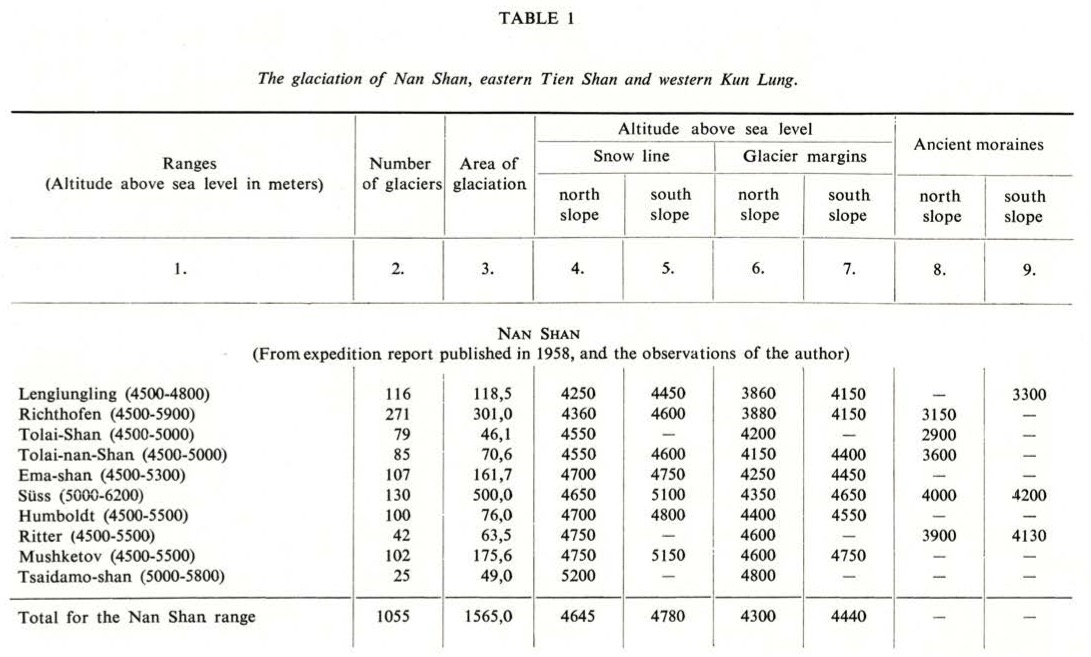 TABLE 1
The glaciation of Nan Shan, eastern Tien Shan and western Kun Lung.
Ranges (Altitude above sea level in meters) | Number of glaciers | Area of glaciation | Altitude above sea level | Ancient moraines
Snow line | Glacier margins
north slope | south slope | north slope | south slope | north slope | south slope
1. | 2. | 3. | 4. | 5. | 6. | 7. | 8. | 9.
NAN SHAN
(From expedition report published in 1958, and the observations of the author)
Lenglungling (4500-4800) | 116 | 118,5 | 4250 | 4450 | 3860 | 4150 | — | 3300
Richthofen (4500-5900) | 271 | 301,0 | 4360 | 4600 | 3880 | 4150 | 3150 | —
Tolai-Shan (4500-5000) | 79 | 46,1 | 4550 | — | 4200 | — | 2900 | —
Tolai-nan-Shan (4500-5000) | 85 | 70,6 | 4550 | 4600 | 4150 | 4400 | 3600 | —
Ema-shan (4500-5300) | 107 | 161,7 | 4700 | 4750 | 4250 | 4450 | — | —
Süss (5000-6200) | 130 | 500,0 | 4650 | 5100 | 4350 | 4650 | 4000 | 4200
Humboldt (4500-5500) | 100 | 76,0 | 4700 | 4800 | 4400 | 4550 | — | —
Ritter (4500-5500) | 42 | 63,5 | 4750 | — | 4600 | — | 3900 | 4130
Mushketov (4500-5500) | 102 | 175,6 | 4750 | 5150 | 4600 | 4750 | — | —
Tsaidamo-shan (5000-5800) | 25 | 49,0 | 5200 | — | 4800 | — | — | —
Total for the Nan Shan range | 1055 | 1565,0 | 4645 | 4780 | 4300 | 4440 | — | —